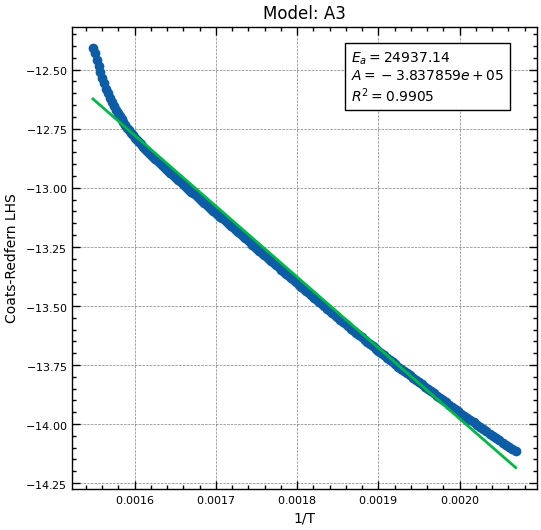 Model: A3
Coats-Redfern LHS
−12.50
−12.75
−13.00
−13.25
−13.50
−13.75
−14.00
−14.25
Eₐ = 24937.14
A = −3.837859e+05
R² = 0.9905
0.0016 0.0017 0.0018 0.0019 0.0020
1/T